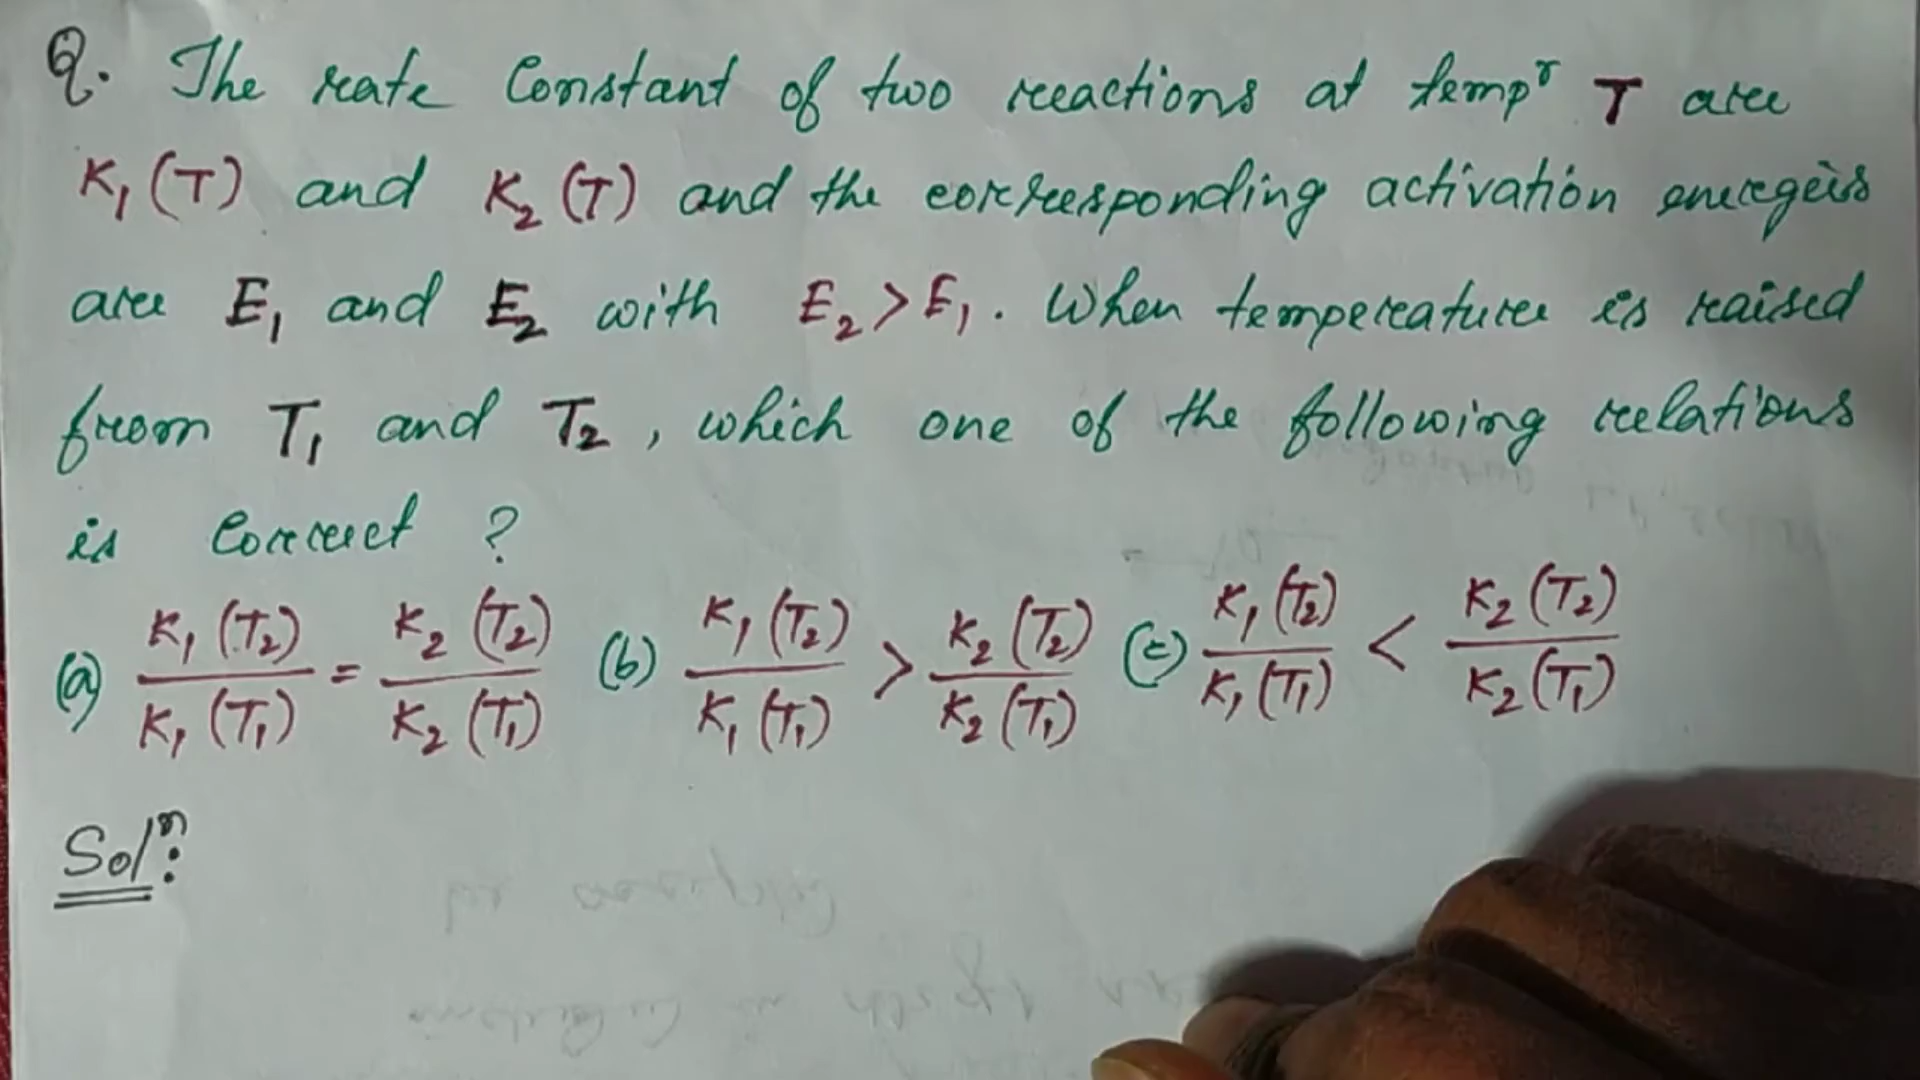 Q. The rate Constant of two reactions at temp^r T are
K₁(T) and K₂(T) and the corresponding activation energeis
are E₁ and E₂ with E₂ > E₁. When temperature is raised
from T₁ and T₂, which one of the following relations
is Correct ?
(a) K₁(T₂)/K₁(T₁) = K₂(T₂)/K₂(T₁) (b) K₁(T₂)/K₁(T₁) > K₂(T₂)/K₂(T₁) (c) K₁(T₂)/K₁(T₁) < K₂(T₂)/K₂(T₁)
Solⁿ: